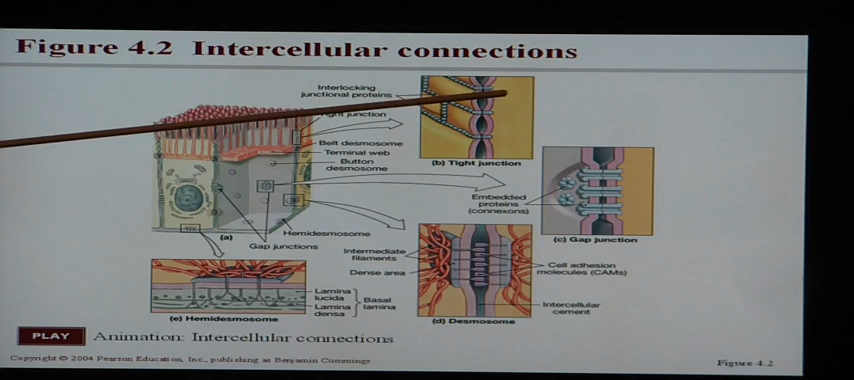 Figure 4.2 Intercellular connections
Interlocking
junctional proteins
junction
Belt desmosome
Terminal web
Button
desmosome
(b) Tight junction
Embedded
proteins
(connexons)
(c) Gap junction
Hemidesmosome
(a)
Gap junctions
Intermediate
filaments
Dense area
Cell adhesion
molecules (CAMs)
Intercellular
cement
(d) Desmosome
Lamina
lucida
Lamina
densa
Basal
lamina
(e) Hemidesmosome
PLAY
Animation: Intercellular connections
Copyright © 2004 Pearson Education, Inc., publishing as Benjamin Cummings
Figure 4.2